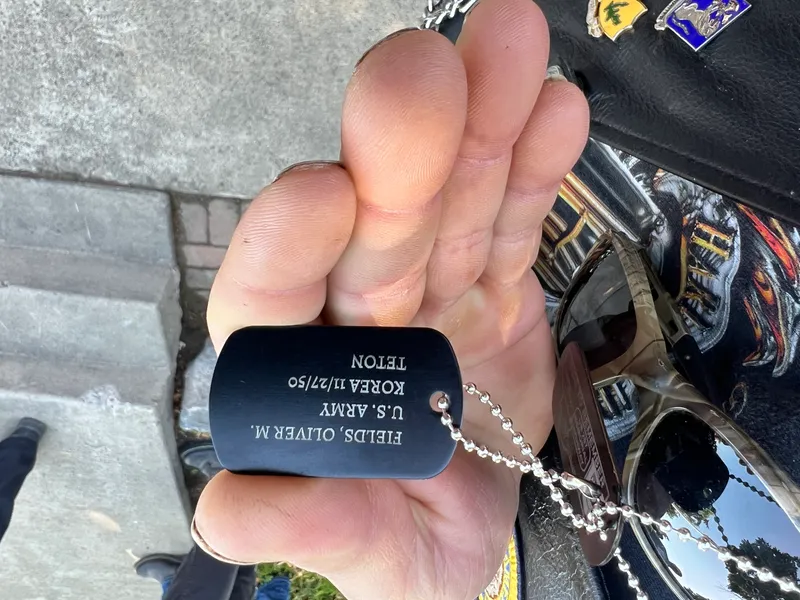 FIELDS, OLIVER M.
U.S. ARMY
KOREA 11/27/50
TETON